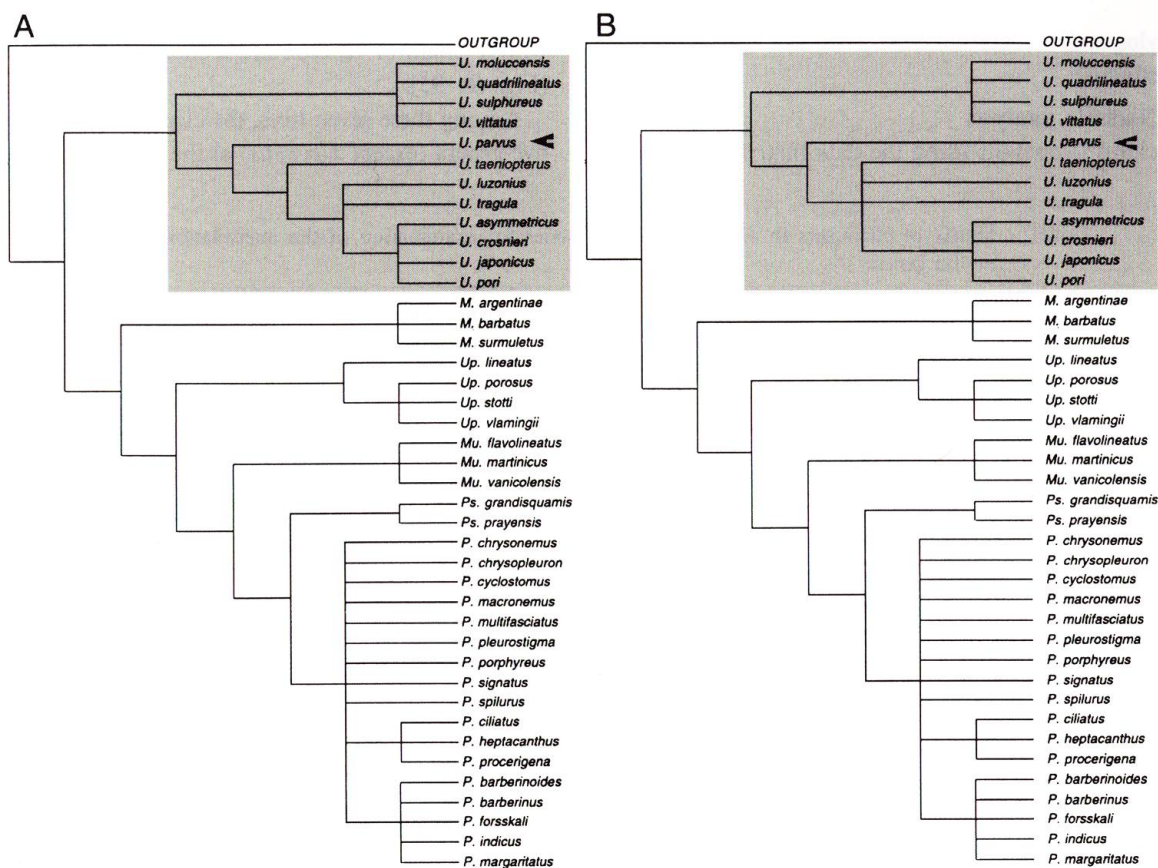 A
OUTGROUP
U. moluccensis
U. quadrilineatus
U. sulphureus
U. vittatus
U. parvus
U. taeniopterus
U. luzonius
U. tragula
U. asymmetricus
U. crosnieri
U. japonicus
U. pori
M. argentinae
M. barbatus
M. surmuletus
Up. lineatus
Up. porosus
Up. stotti
Up. vlamingii
Mu. flavolineatus
Mu. martinicus
Mu. vanicolensis
Ps. grandisquamis
Ps. prayensis
P. chrysonemus
P. chrysopleuron
P. cyclostomus
P. macronemus
P. multifasciatus
P. pleurostigma
P. porphyreus
P. signatus
P. spilurus
P. ciliatus
P. heptacanthus
P. procerigena
P. barberinoides
P. barberinus
P. forsskali
P. indicus
P. margaritatus
B
OUTGROUP
U. moluccensis
U. quadrilineatus
U. sulphureus
U. vittatus
U. parvus
U. taeniopterus
U. luzonius
U. tragula
U. asymmetricus
U. crosnieri
U. japonicus
U. pori
M. argentinae
M. barbatus
M. surmuletus
Up. lineatus
Up. porosus
Up. stotti
Up. vlamingii
Mu. flavolineatus
Mu. martinicus
Mu. vanicolensis
Ps. grandisquamis
Ps. prayensis
P. chrysonemus
P. chrysopleuron
P. cyclostomus
P. macronemus
P. multifasciatus
P. pleurostigma
P. porphyreus
P. signatus
P. spilurus
P. ciliatus
P. heptacanthus
P. procerigena
P. barberinoides
P. barberinus
P. forsskali
P. indicus
P. margaritatus